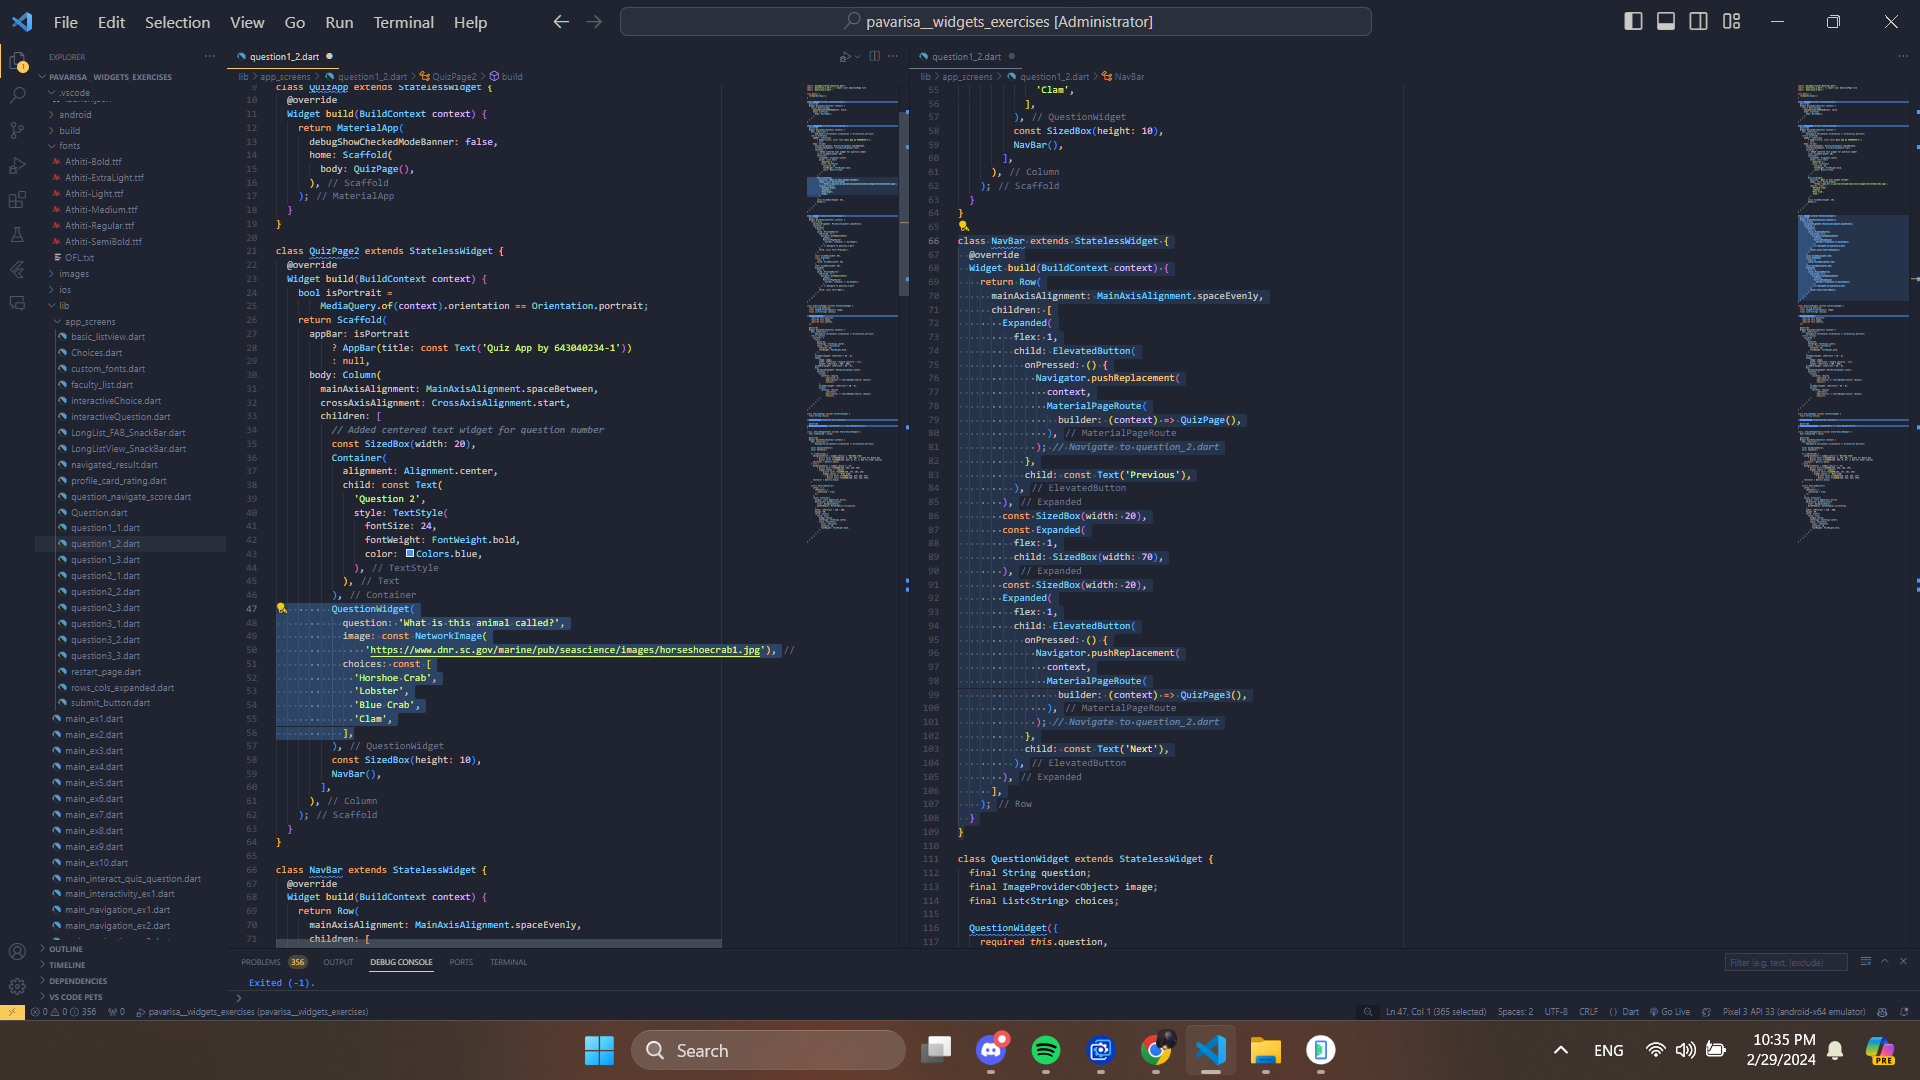 File Edit Selection View Go Run Terminal Help
pavarisa__widgets_exercises [Administrator]
EXPLORER
PAVARISA__WIDGETS_EXERCISES
.vscode
android
build
fonts
Athiti-Bold.ttf
Athiti-ExtraLight.ttf
Athiti-Light.ttf
Athiti-Medium.ttf
Athiti-Regular.ttf
Athiti-SemiBold.ttf
OFL.txt
images
ios
lib
app_screens
basic_listview.dart
Choices.dart
custom_fonts.dart
faculty_list.dart
interactiveChoice.dart
interactiveQuestion.dart
LongList_FAB_SnackBar.dart
LongListView_SnackBar.dart
navigated_result.dart
profile_card_rating.dart
question_navigate_score.dart
Question.dart
question1_1.dart
question1_2.dart
question1_3.dart
question2_1.dart
question2_2.dart
question2_3.dart
question3_1.dart
question3_2.dart
question3_3.dart
restart_page.dart
rows_cols_expanded.dart
submit_button.dart
main_ex1.dart
main_ex2.dart
main_ex3.dart
main_ex4.dart
main_ex5.dart
main_ex6.dart
main_ex7.dart
main_ex8.dart
main_ex9.dart
main_ex10.dart
main_interact_quiz_question.dart
main_interactivity_ex1.dart
main_navigation_ex1.dart
main_navigation_ex2.dart
OUTLINE
TIMELINE
DEPENDENCIES
VS CODE PETS
question1_2.dart
lib > app_screens > question1_2.dart > QuizPage2 > build
9 class QuizApp extends StatelessWidget {
10 @override
11 Widget build(BuildContext context) {
12 return MaterialApp(
13 debugShowCheckedModeBanner: false,
14 home: Scaffold(
15 body: QuizPage(),
16 ), // Scaffold
17 ); // MaterialApp
18 }
19 }
20
21 class QuizPage2 extends StatelessWidget {
22 @override
23 Widget build(BuildContext context) {
24 bool isPortrait =
25 MediaQuery.of(context).orientation == Orientation.portrait;
26 return Scaffold(
27 appBar: isPortrait
28 ? AppBar(title: const Text('Quiz App by 643040234-1'))
29 : null,
30 body: Column(
31 mainAxisAlignment: MainAxisAlignment.spaceBetween,
32 crossAxisAlignment: CrossAxisAlignment.start,
33 children: [
34 // Added centered text widget for question number
35 const SizedBox(width: 20),
36 Container(
37 alignment: Alignment.center,
38 child: const Text(
39 'Question 2',
40 style: TextStyle(
41 fontSize: 24,
42 fontWeight: FontWeight.bold,
43 color: Colors.blue,
44 ), // TextStyle
45 ), // Text
46 ), // Container
47 QuestionWidget(
48 question: 'What is this animal called?',
49 image: const NetworkImage(
50 'https://www.dnr.sc.gov/marine/pub/seascience/images/horseshoecrab1.jpg'), //
51 choices: const [
52 'Horshoe Crab',
53 'Lobster',
54 'Blue Crab',
55 'Clam',
56 ],
57 ), // QuestionWidget
58 const SizedBox(height: 10),
59 NavBar(),
60 ],
61 ), // Column
62 ); // Scaffold
63 }
64 }
65
66 class NavBar extends StatelessWidget {
67 @override
68 Widget build(BuildContext context) {
69 return Row(
70 mainAxisAlignment: MainAxisAlignment.spaceEvenly,
71 children: [
question1_2.dart
lib > app_screens > question1_2.dart > NavBar
55 'Clam',
56 ],
57 ), // QuestionWidget
58 const SizedBox(height: 10),
59 NavBar(),
60 ],
61 ), // Column
62 ); // Scaffold
63 }
64 }
65
66 class NavBar extends StatelessWidget {
67 @override
68 Widget build(BuildContext context) {
69 return Row(
70 mainAxisAlignment: MainAxisAlignment.spaceEvenly,
71 children: [
72 Expanded(
73 flex: 1,
74 child: ElevatedButton(
75 onPressed: () {
76 Navigator.pushReplacement(
77 context,
78 MaterialPageRoute(
79 builder: (context) => QuizPage(),
80 ), // MaterialPageRoute
81 ); // Navigate to question_2.dart
82 },
83 child: const Text('Previous'),
84 ), // ElevatedButton
85 ), // Expanded
86 const SizedBox(width: 20),
87 const Expanded(
88 flex: 1,
89 child: SizedBox(width: 70),
90 ), // Expanded
91 const SizedBox(width: 20),
92 Expanded(
93 flex: 1,
94 child: ElevatedButton(
95 onPressed: () {
96 Navigator.pushReplacement(
97 context,
98 MaterialPageRoute(
99 builder: (context) => QuizPage3(),
100 ), // MaterialPageRoute
101 ); // Navigate to question_2.dart
102 },
103 child: const Text('Next'),
104 ), // ElevatedButton
105 ), // Expanded
106 ],
107 ); // Row
108 }
109 }
110
111 class QuestionWidget extends StatelessWidget {
112 final String question;
113 final ImageProvider<Object> image;
114 final List<String> choices;
115
116 QuestionWidget({
117 required this.question,
PROBLEMS 356 OUTPUT DEBUG CONSOLE PORTS TERMINAL
Filter (e.g. text, !exclude)
Exited (-1).
0 0 356 0 pavarisa__widgets_exercises (pavarisa__widgets_exercises)
Ln 47, Col 1 (365 selected) Spaces: 2 UTF-8 CRLF {} Dart Go Live Pixel 3 API 33 (android-x64 emulator)
Search
ENG
10:35 PM
2/29/2024
PRE